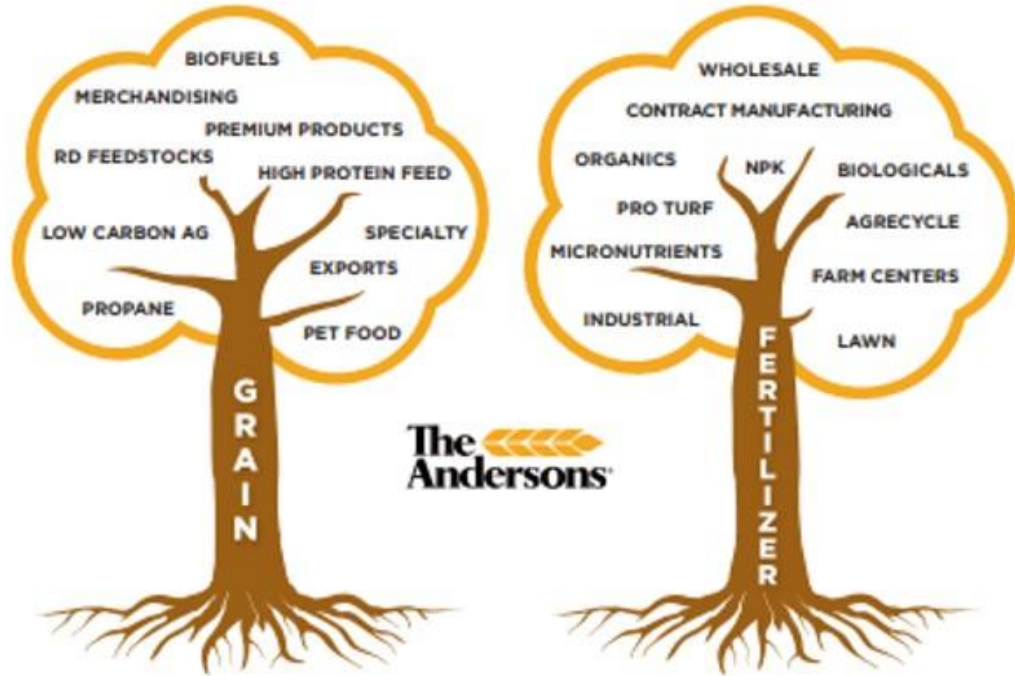 BIOFUELS
MERCHANDISING
PREMIUM PRODUCTS
RD FEEDSTOCKS
HIGH PROTEIN FEED
LOW CARBON AG
SPECIALTY
EXPORTS
PROPANE
PET FOOD
GRAIN
WHOLESALE
CONTRACT MANUFACTURING
ORGANICS
NPK
BIOLOGICALS
PRO TURF
AGRECYCLE
MICRONUTRIENTS
FARM CENTERS
INDUSTRIAL
LAWN
FERTILIZER
The
Andersons